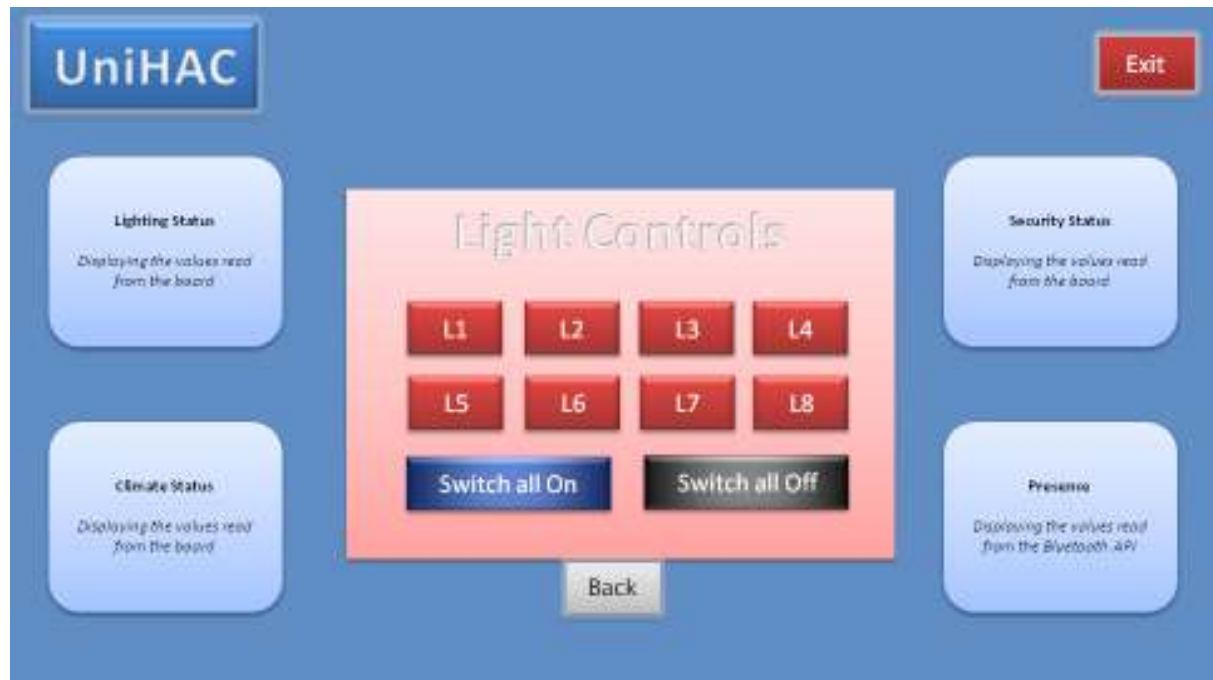 UniHAC
Exit
Lighting Status
Displaying the values read
from the board
Security Status
Displaying the values read
from the board
Light Controls
L1 L2 L3 L4
L5 L6 L7 L8
Switch all On Switch all Off
Climate Status
Displaying the values read
from the board
Presense
Displaying the values read
from the Bluetooth API
Back